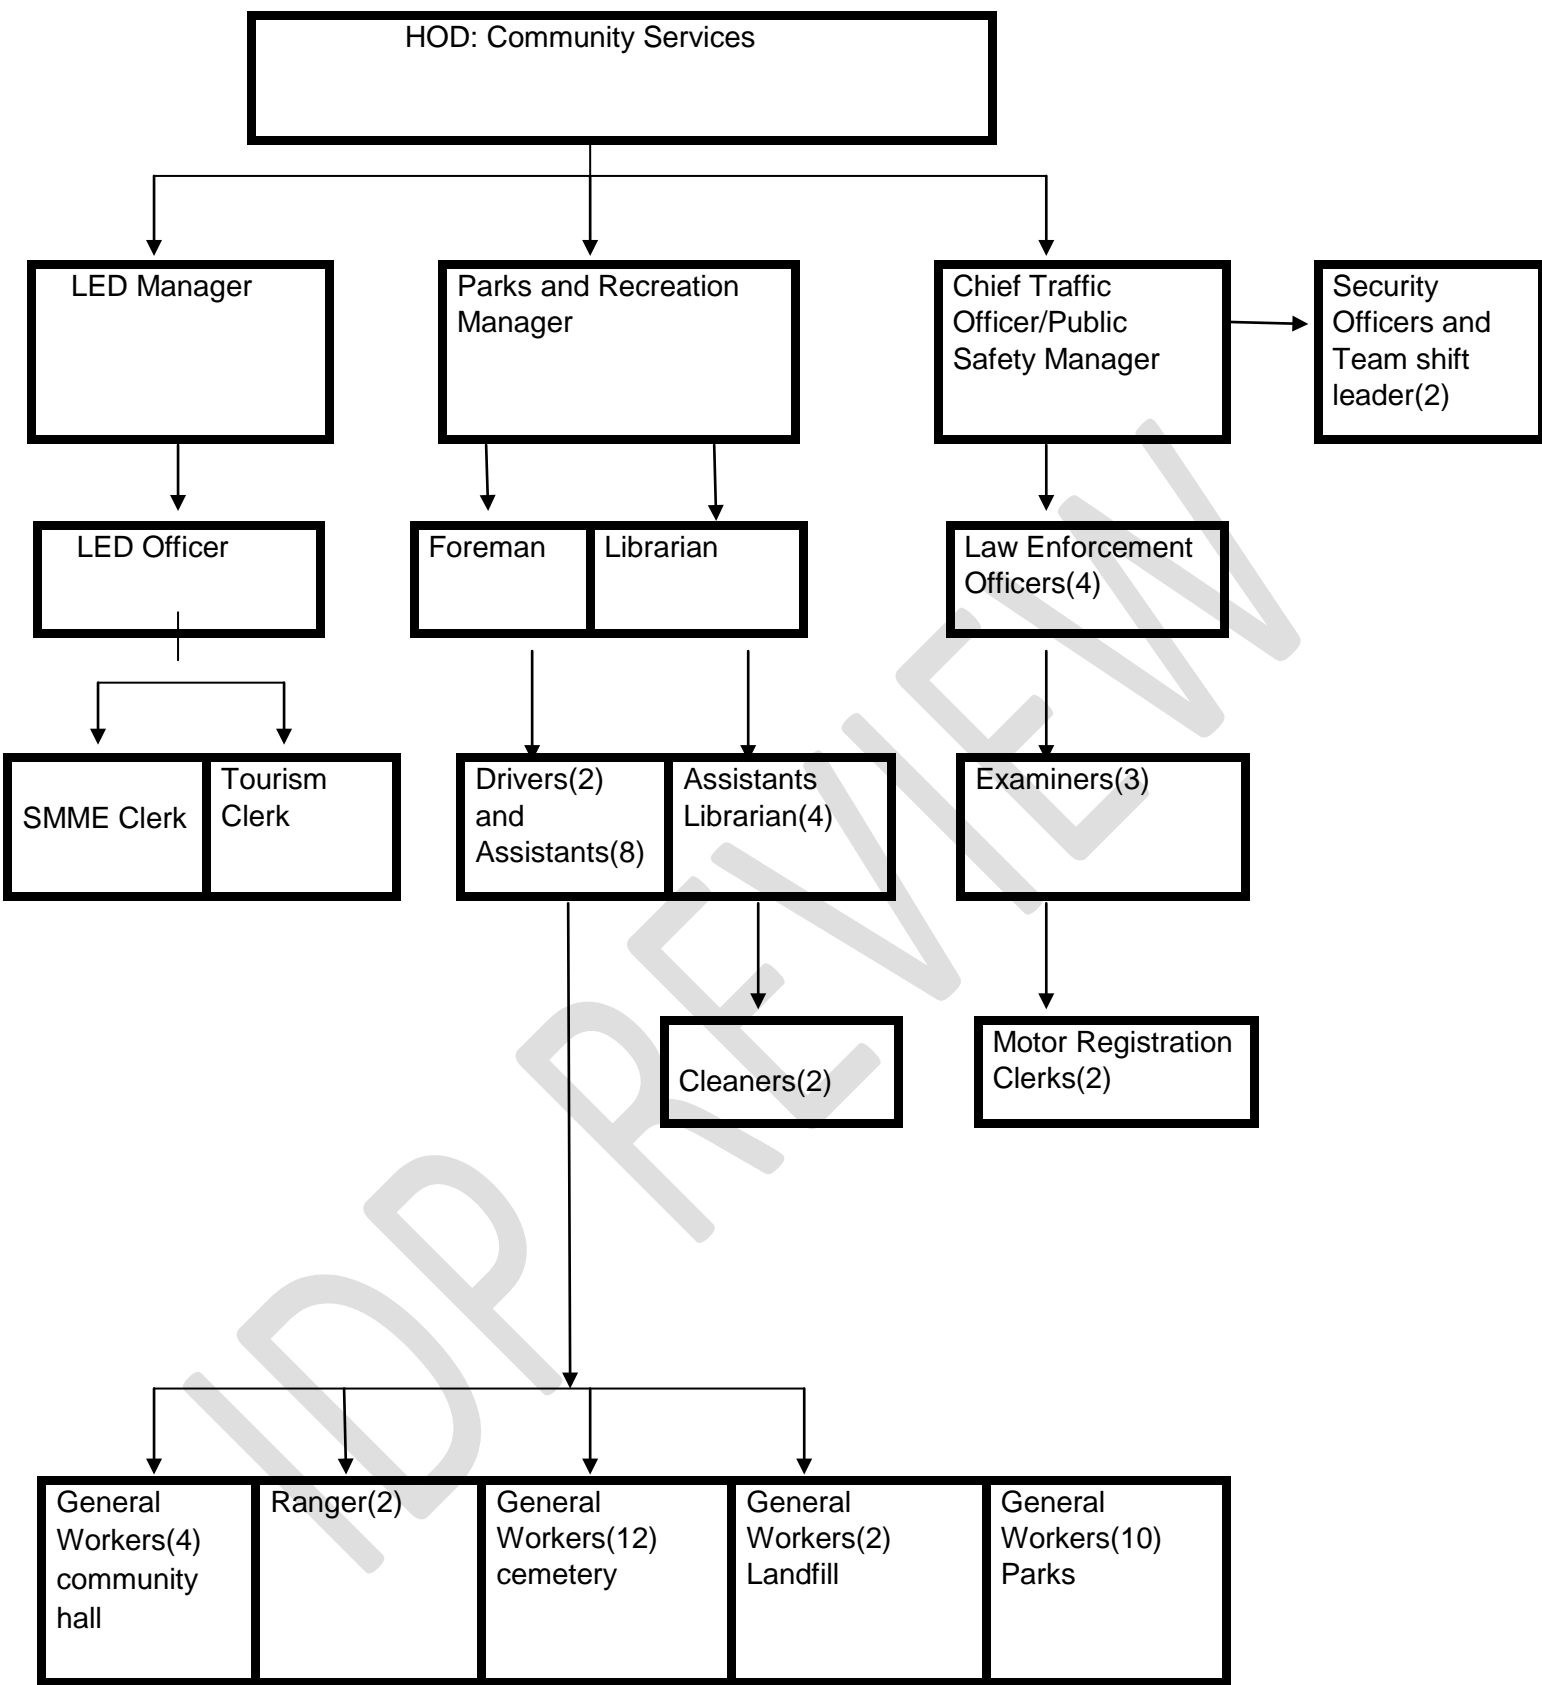 HOD: Community Services
LED Manager
Parks and Recreation
Manager
Chief Traffic
Officer/Public
Safety Manager
Security
Officers and
Team shift
leader(2)
LED Officer
Foreman
Librarian
Law Enforcement
Officers(4)
SMME Clerk
Tourism
Clerk
Drivers(2)
and
Assistants(8)
Assistants
Librarian(4)
Examiners(3)
Cleaners(2)
Motor Registration
Clerks(2)
General
Workers(4)
community
hall
Ranger(2)
General
Workers(12)
cemetery
General
Workers(2)
Landfill
General
Workers(10)
Parks
IDP REVIEW